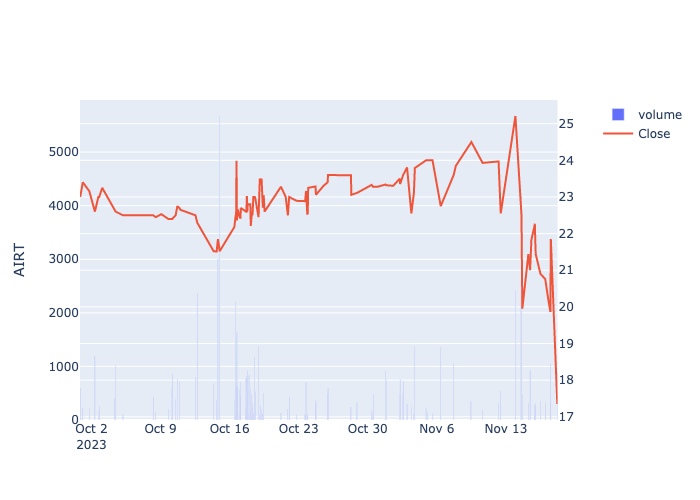 volume
Close
AIRT
5000
4000
3000
2000
1000
0
25
24
23
22
21
20
19
18
17
Oct 2
2023
Oct 9
Oct 16
Oct 23
Oct 30
Nov 6
Nov 13